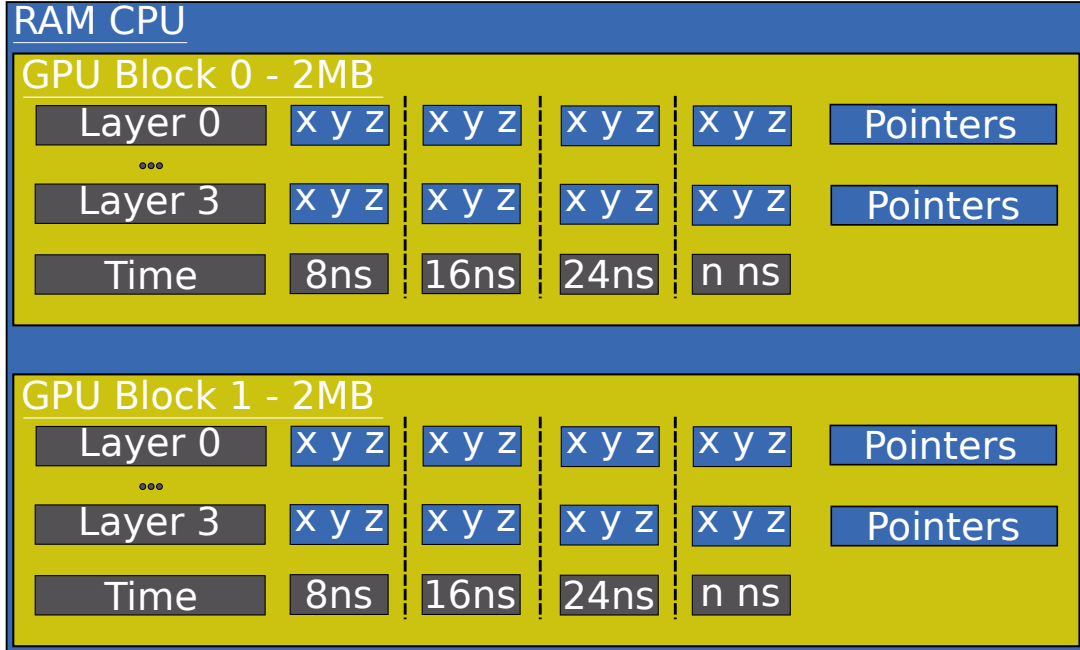 RAM CPU
GPU Block 0 - 2MB
Layer 0 x y z x y z x y z x y z Pointers
Layer 3 x y z x y z x y z x y z Pointers
Time 8ns 16ns 24ns n ns
GPU Block 1 - 2MB
Layer 0 x y z x y z x y z x y z Pointers
Layer 3 x y z x y z x y z x y z Pointers
Time 8ns 16ns 24ns n ns